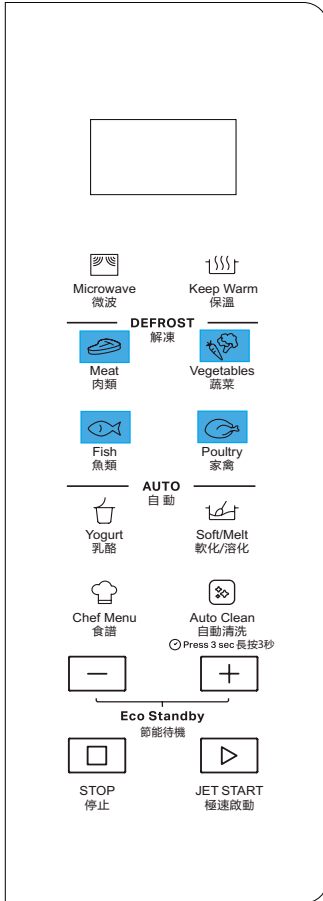 Microwave
微波
Keep Warm
保溫
DEFROST
解凍
Meat
肉類
Vegetables
蔬菜
Fish
魚類
Poultry
家禽
AUTO
自動
Yogurt
乳酪
Soft/Melt
軟化/溶化
Chef Menu
食譜
Auto Clean
自動清洗
Press 3 sec 長按3秒
Eco Standby
節能待機
STOP
停止
JET START
極速啟動